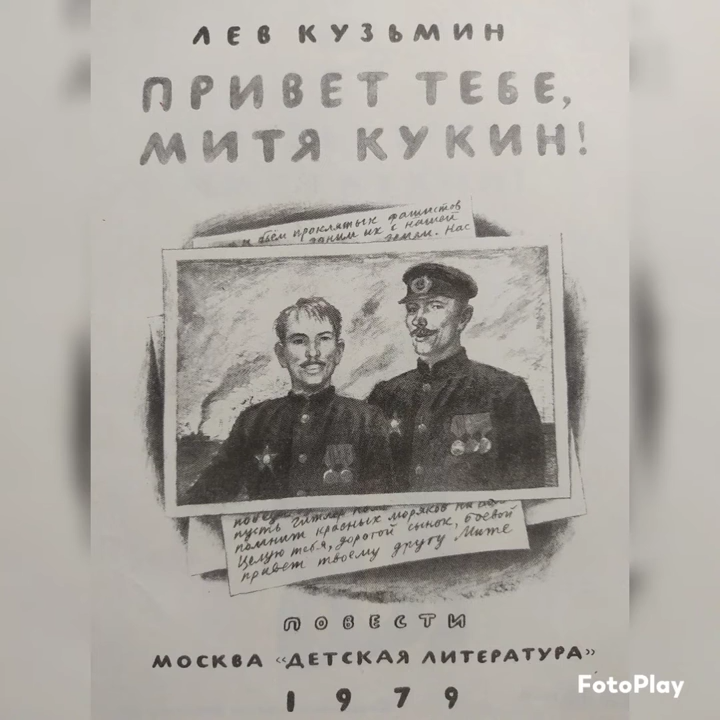 ЛЕВ КУЗЬМИН
ПРИВЕТ ТЕБЕ,
МИТЯ КУКИН!
и бьём проклятых фашистов
гоним их с нашей
земли. Нас
пусть Гитлер
помнит красных моряков
Целую тебя, дорогой сынок, боевой
привет твоему другу Мите
ПОВЕСТИ
МОСКВА «ДЕТСКАЯ ЛИТЕРАТУРА»
1979
FotoPlay